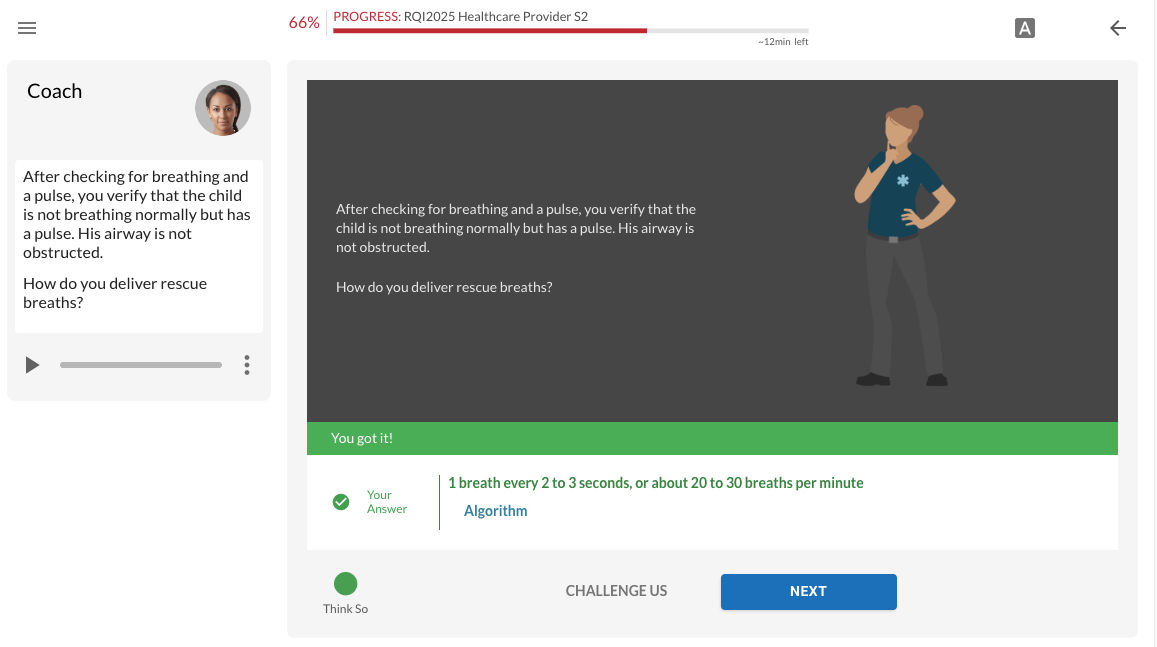 66%
PROGRESS: RQI2025 Healthcare Provider S2
~12min left
A
Coach
After checking for breathing and
a pulse, you verify that the child
is not breathing normally but has
a pulse. His airway is not
obstructed.
How do you deliver rescue
breaths?
After checking for breathing and a pulse, you verify that the
child is not breathing normally but has a pulse. His airway is
not obstructed.
How do you deliver rescue breaths?
You got it!
Your
Answer
1 breath every 2 to 3 seconds, or about 20 to 30 breaths per minute
Algorithm
Think So
CHALLENGE US
NEXT